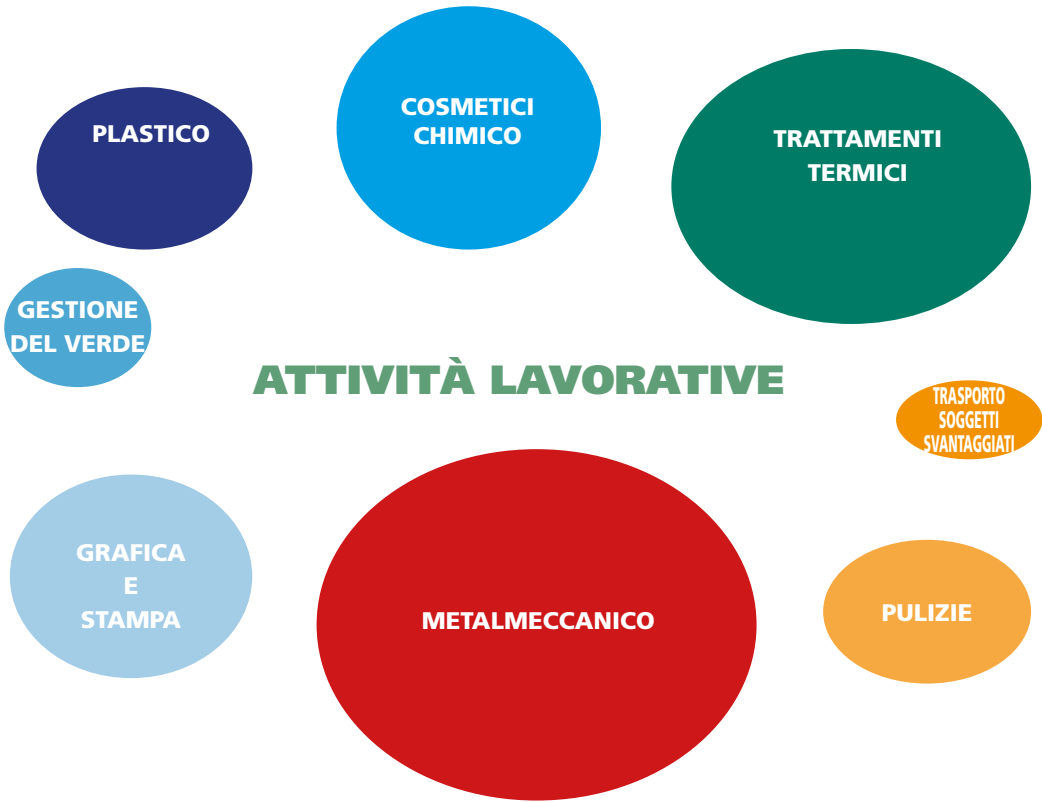 COSMETICI
CHIMICO
PLASTICO
TRATTAMENTI
TERMICI
GESTIONE
DEL VERDE
ATTIVITÀ LAVORATIVE
TRASPORTO
SOGGETTI
SVANTAGGIATI
GRAFICA
E
STAMPA
METALMECCANICO
PULIZIE